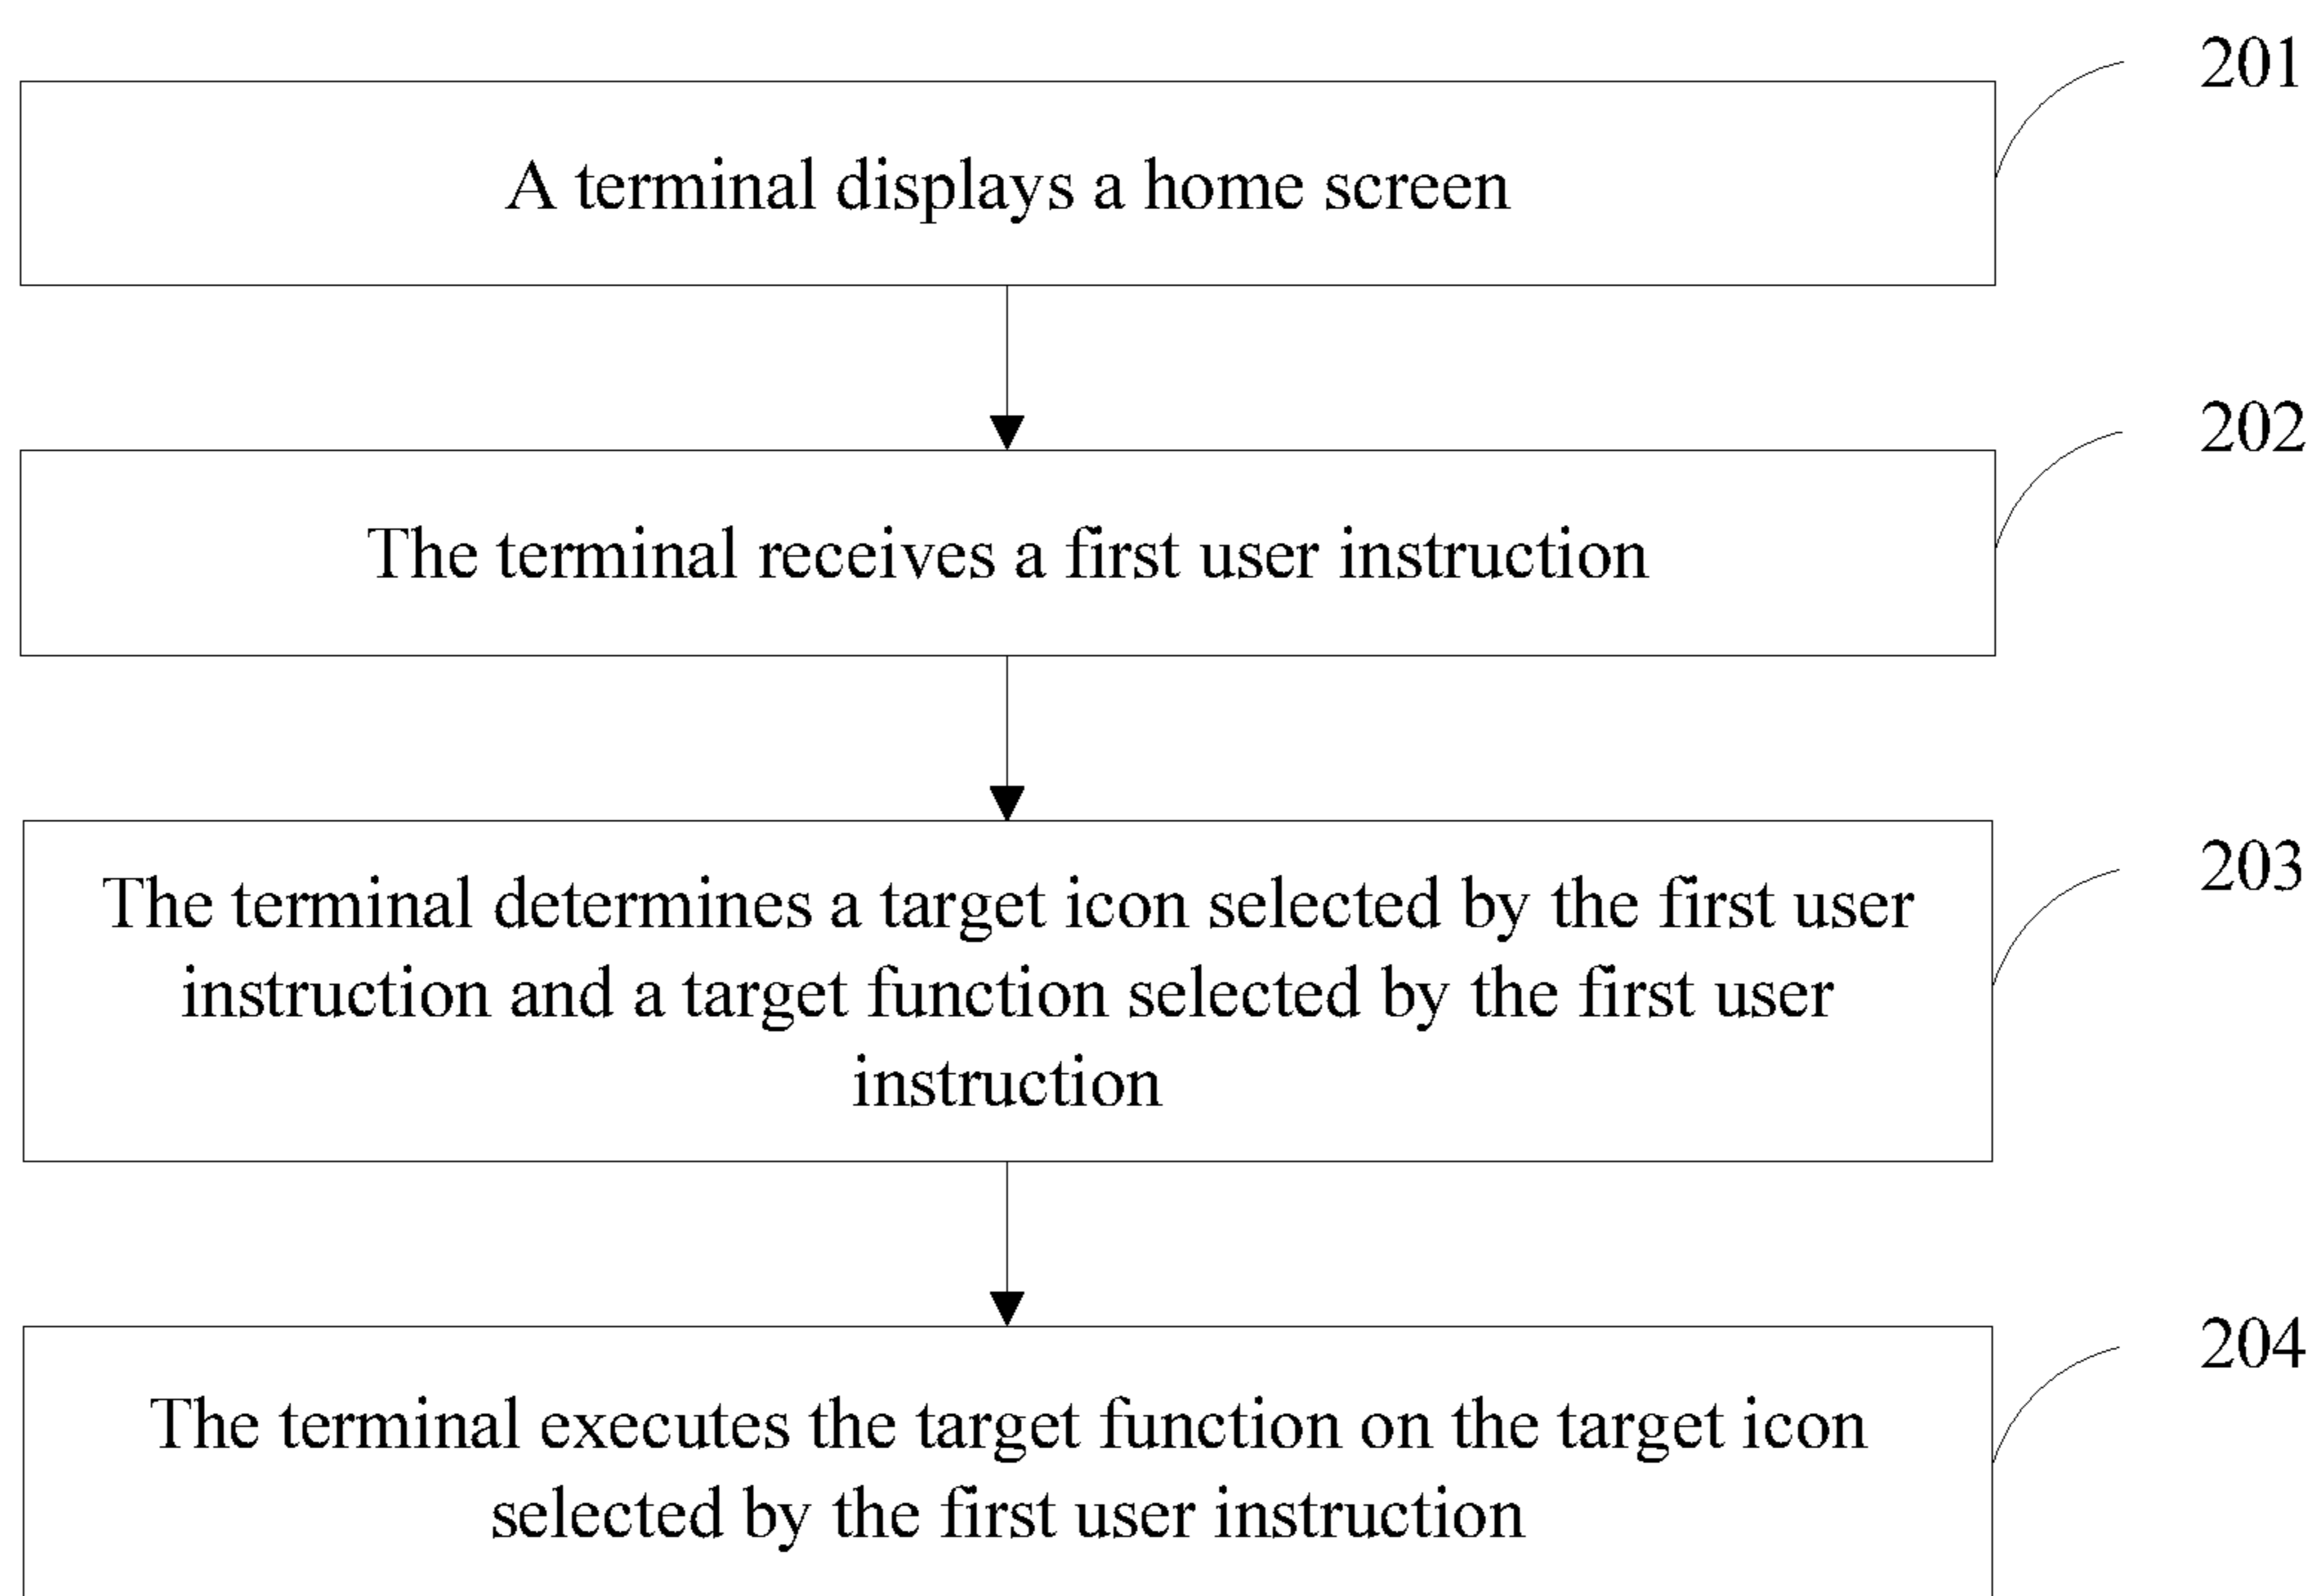 201
A terminal displays a home screen
202
The terminal receives a first user instruction
203
The terminal determines a target icon selected by the first user
instruction and a target function selected by the first user
instruction
204
The terminal executes the target function on the target icon
selected by the first user instruction